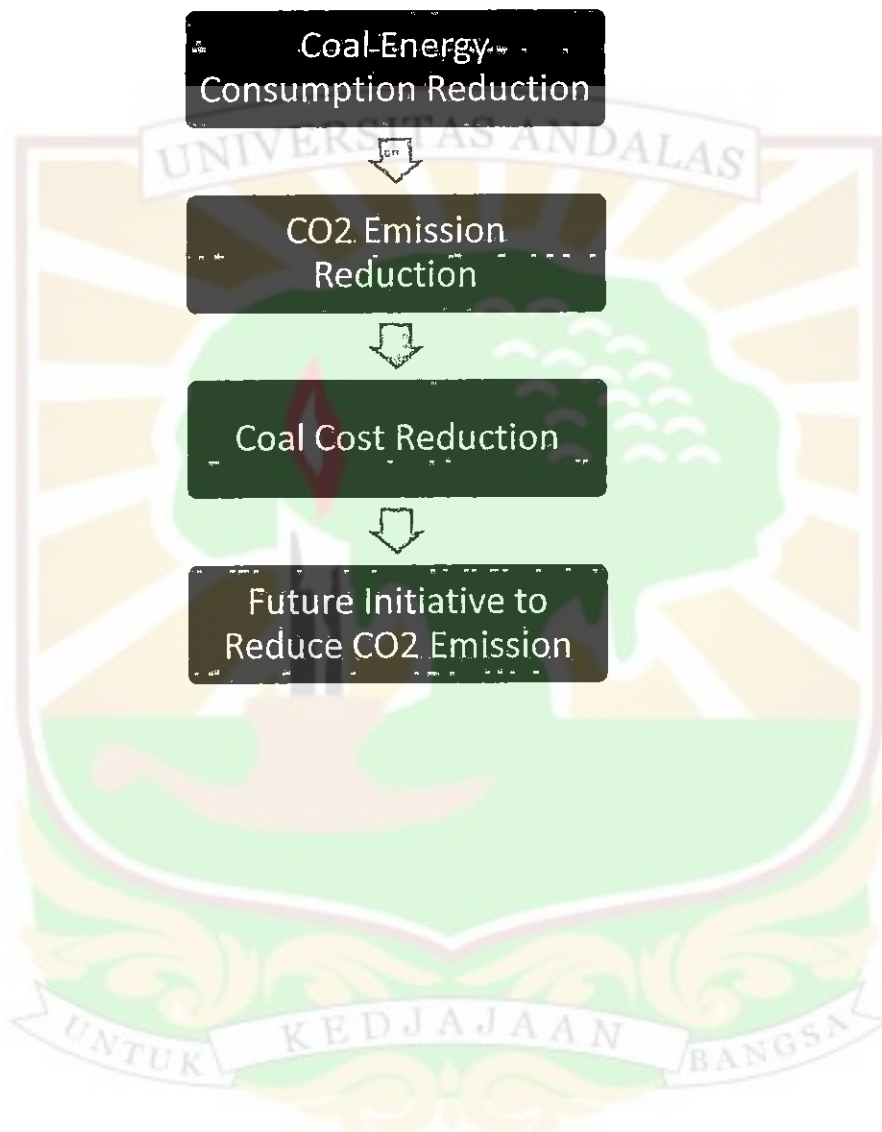 Coal Energy
Consumption Reduction
UNIVERSITAS ANDALAS
CO2 Emission
Reduction
Coal Cost Reduction
Future Initiative to
Reduce CO2 Emission
UNTUK KEDJAJAAN BANGSA